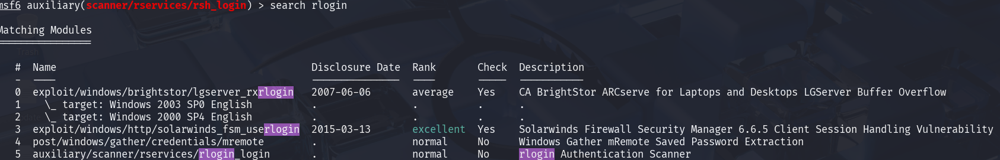 msf6 auxiliary(scanner/rservices/rsh_login) > search rlogin
Matching Modules
================
#  Name  Disclosure Date  Rank  Check  Description
-  ----  ---------------  ----  -----  -----------
0  exploit/windows/brightstor/lgserver_rxrlogin  2007-06-06  average  Yes  CA BrightStor ARCserve for Laptops and Desktops LGServer Buffer Overflow
1  \_ target: Windows 2003 SP0 English  .  .  .  .
2  \_ target: Windows 2000 SP4 English  .  .  .  .
3  exploit/windows/http/solarwinds_fsm_userlogin  2015-03-13  excellent  Yes  Solarwinds Firewall Security Manager 6.6.5 Client Session Handling Vulnerability
4  post/windows/gather/credentials/mremote  .  normal  No  Windows Gather mRemote Saved Password Extraction
5  auxiliary/scanner/rservices/rlogin_login  .  normal  No  rlogin Authentication Scanner
Trash